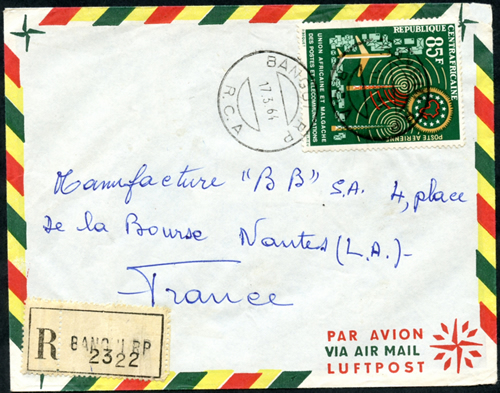 BANGUI R.P
17.3.64
R.C.A
REPUBLIQUE CENTRAFRICAINE
85F
POSTE AERIENNE
UNION AFRICAINE ET MALGACHE
DES POSTES ET TELECOMMUNICATIONS
Manufacture "BB" S.A. 4, place
de la Bourse Nantes (L.A.)-
France
R BANGUI RP
2322
PAR AVION
VIA AIR MAIL
LUFTPOST